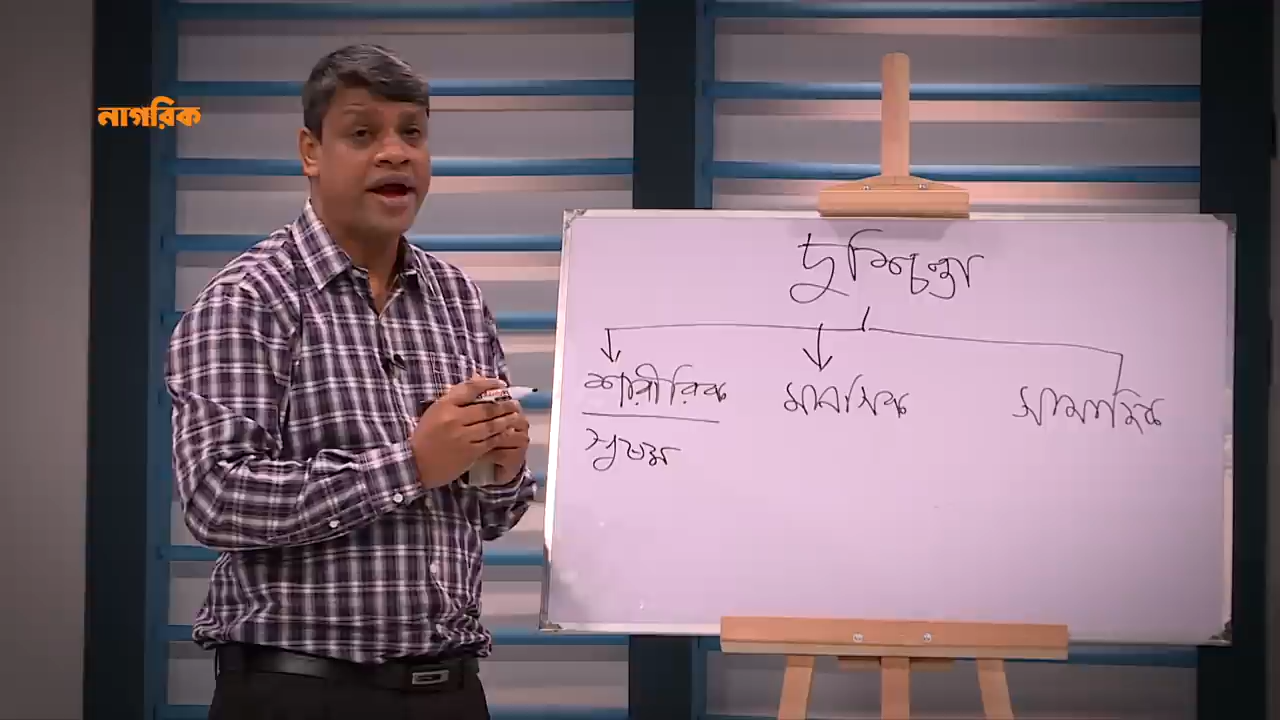 নাগরিক
দুশ্চিন্তা
শারীরিক মানসিক সামাজিক
সুষম